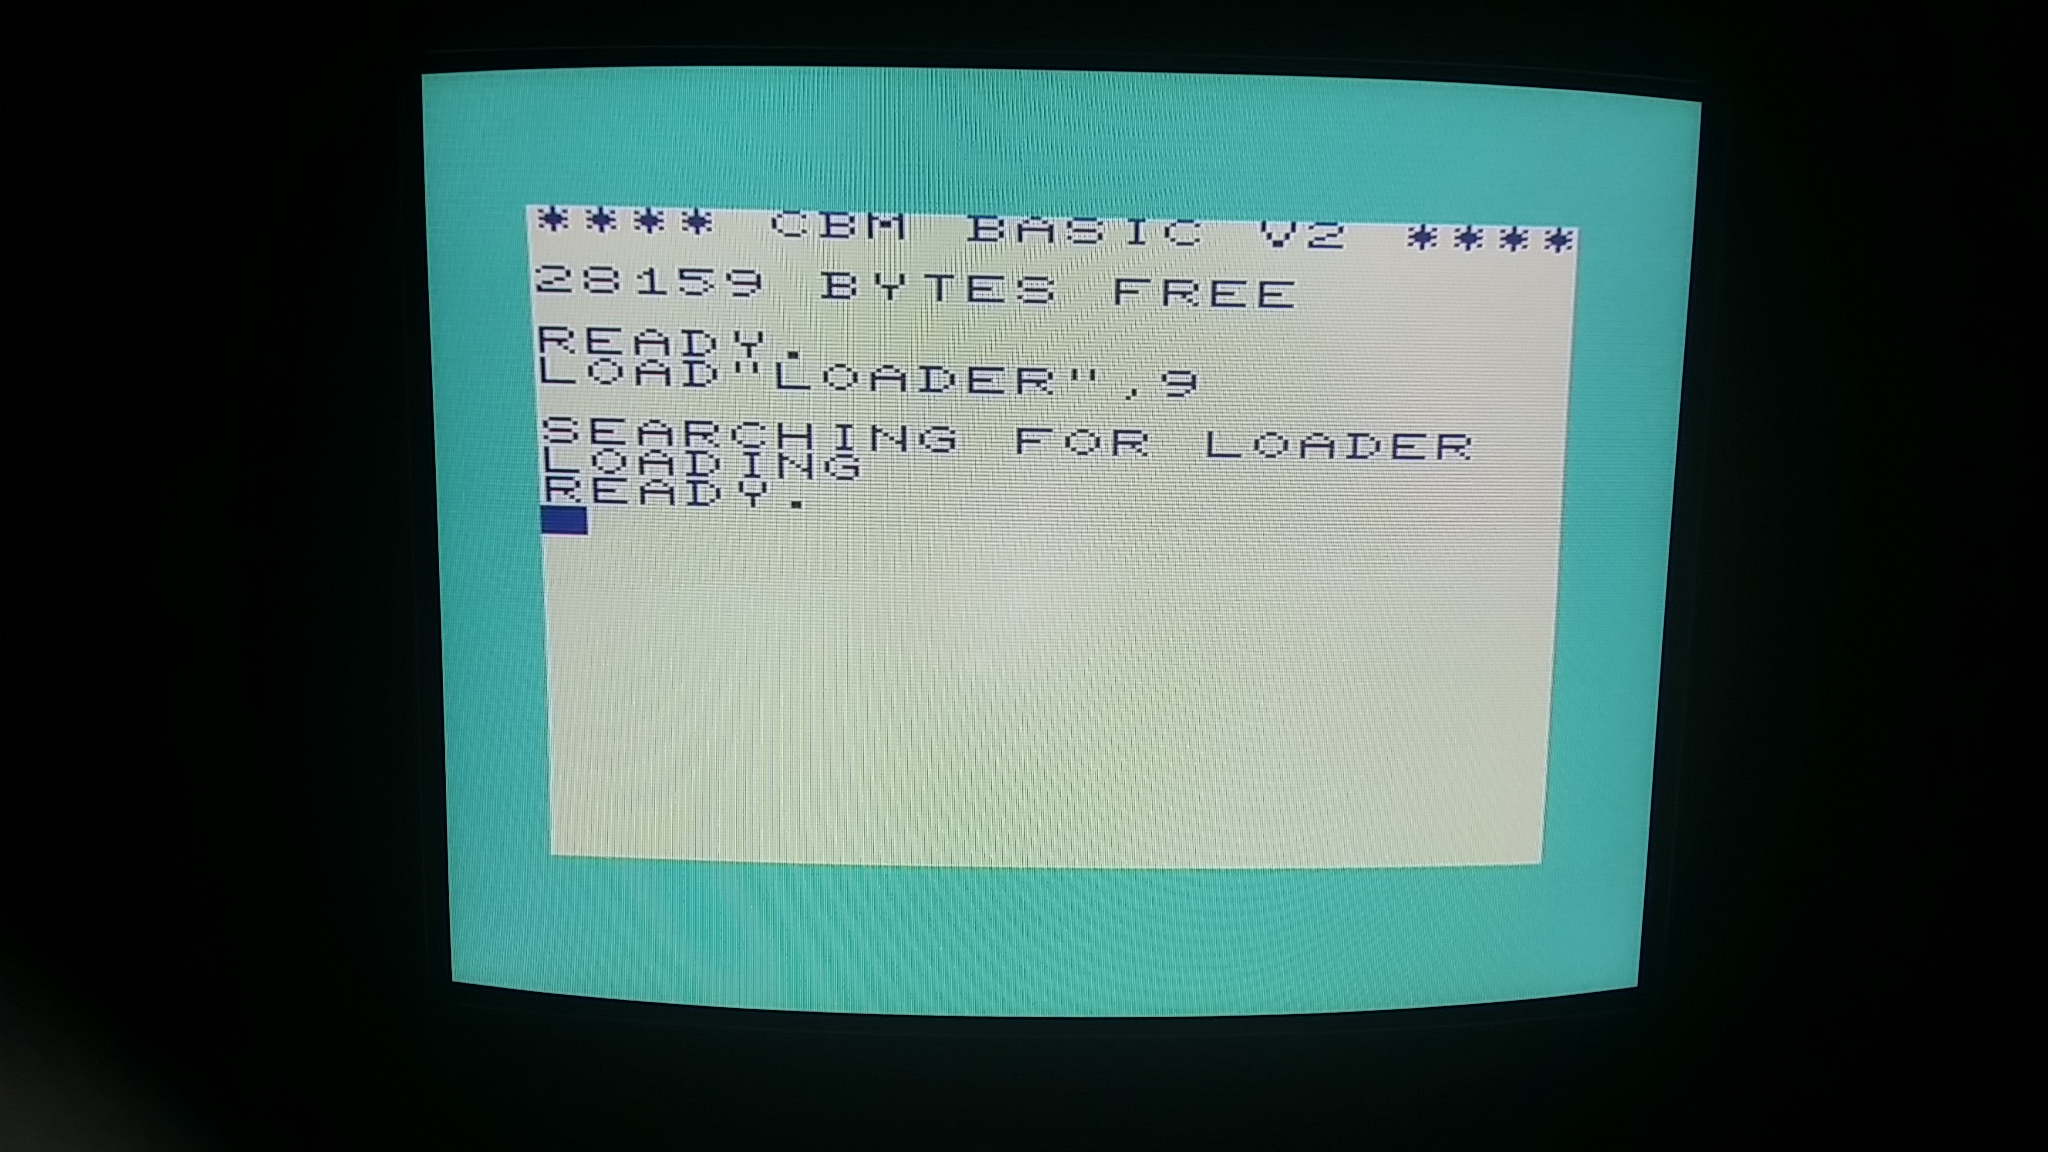 **** CBM BASIC V2 ****
28159 BYTES FREE
READY.
LOAD"LOADER",9
SEARCHING FOR LOADER
LOADING
READY.